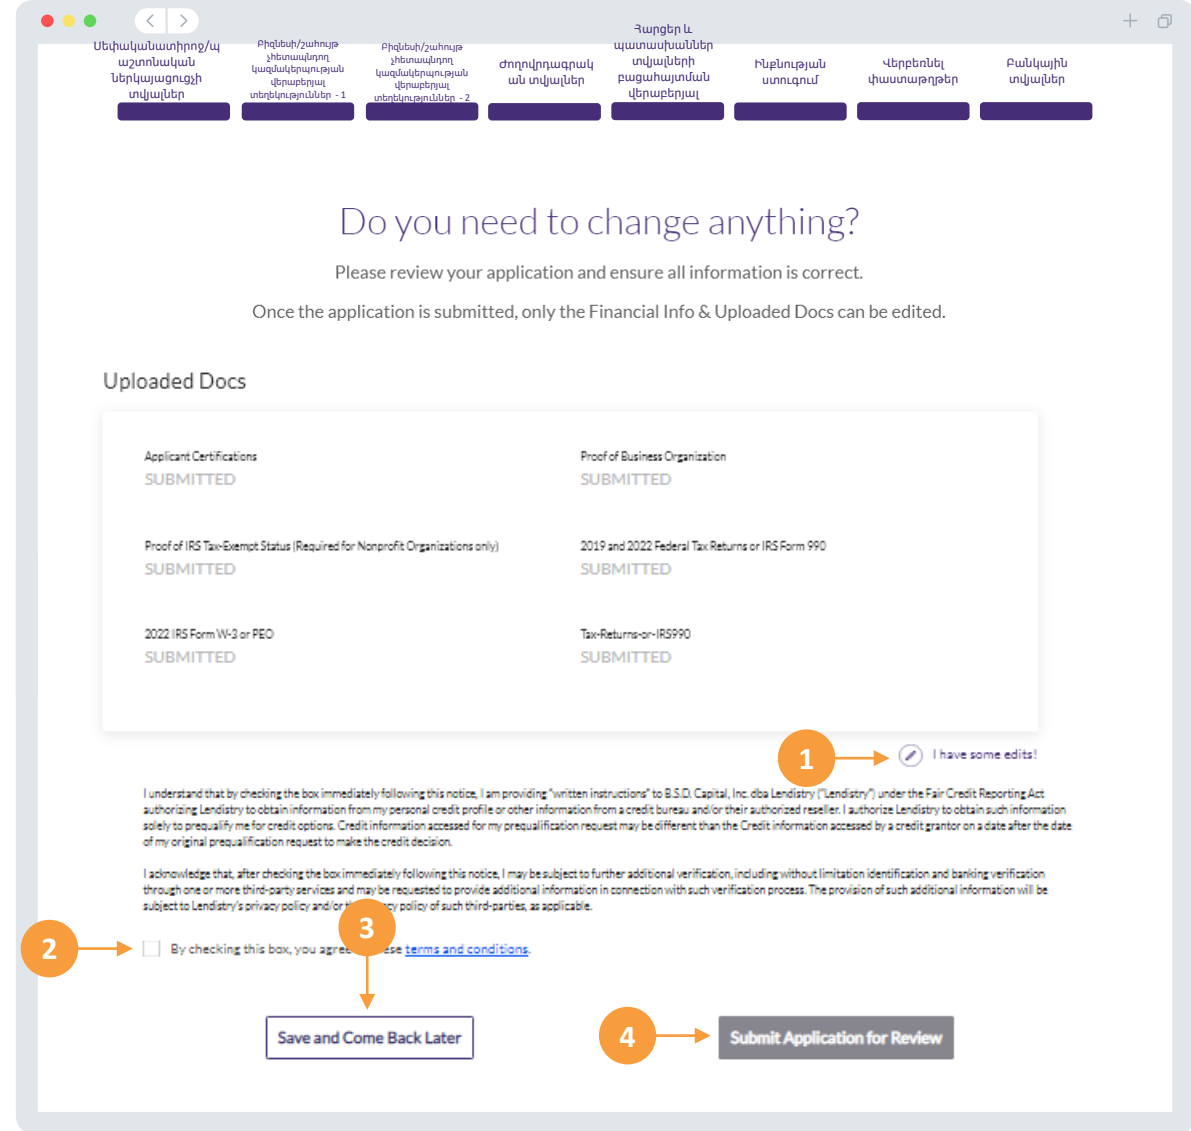 Սեփականատիրոջ/պ
աշտոնական
ներկայացուցչի
տվյալներ
Բիզնեսի/շահույթ
չհետապնդող
կազմակերպության
վերաբերյալ
տեղեկություններ - 1
Բիզնեսի/շահույթ
չհետապնդող
կազմակերպության
վերաբերյալ
տեղեկություններ - 2
Ժողովրդագրակ
ան տվյալներ
Հարցեր և
պատասխաններ
տվյալների
բացահայտման
վերաբերյալ
Ինքնության
ստուգում
Վերբեռնել
փաստաթղթեր
Բանկային
տվյալներ
Do you need to change anything?
Please review your application and ensure all information is correct.
Once the application is submitted, only the Financial Info & Uploaded Docs can be edited.
Uploaded Docs
Applicant Certifications
SUBMITTED
Proof of Business Organization
SUBMITTED
Proof of IRS Tax-Exempt Status (Required for Nonprofit Organizations only)
SUBMITTED
2019 and 2022 Federal Tax Returns or IRS Form 990
SUBMITTED
2022 IRS Form W-3 or PEO
SUBMITTED
Tax-Returns-or-IRS990
SUBMITTED
1
I have some edits!
I understand that by checking the box immediately following this notice, I am providing "written instructions" to B.S.D. Capital, Inc. dba Lendistry ("Lendistry") under the Fair Credit Reporting Act
authorizing Lendistry to obtain information from my personal credit profile or other information from a credit bureau and/or their authorized reseller. I authorize Lendistry to obtain such information
solely to prequalify me for credit options. Credit information accessed for my prequalification request may be different than the Credit information accessed by a credit grantor on a date after the date
of my original prequalification request to make the credit decision.
I acknowledge that, after checking the box immediately following this notice, I may be subject to further additional verification, including without limitation identification and banking verification
through one or more third-party services and may be requested to provide additional information in connection with such verification process. The provision of such additional information will be
subject to Lendistry's privacy policy and/or policy of such third-parties, as applicable.
3
2
By checking this box, you agree terms and conditions.
Save and Come Back Later
4
Submit Application for Review